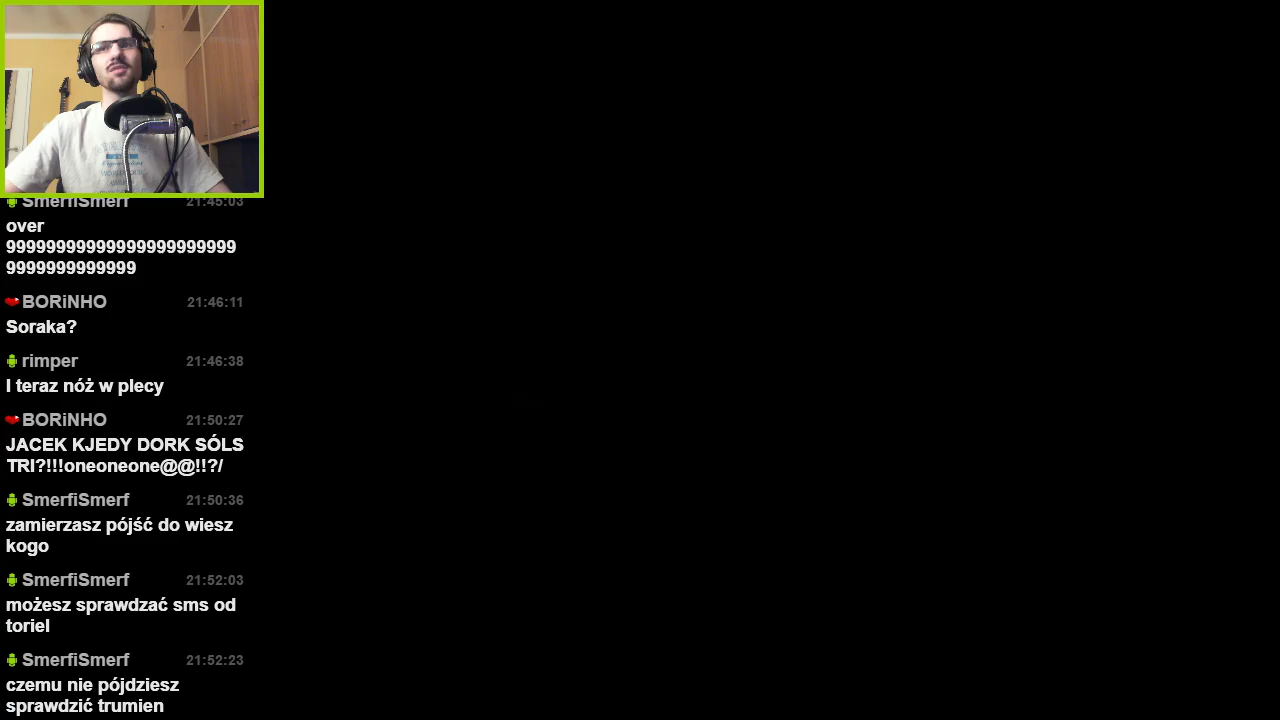 SmerfiSmerf 21:45:03
over
99999999999999999999999
9999999999999
BORiNHO 21:46:11
Soraka?
rimper 21:46:38
I teraz nóż w plecy
BORiNHO 21:50:27
JACEK KJEDY DORK SÓLS
TRI?!!!oneoneone@@!!?/
SmerfiSmerf 21:50:36
zamierzasz pójść do wiesz
kogo
SmerfiSmerf 21:52:03
możesz sprawdzać sms od
toriel
SmerfiSmerf 21:52:23
czemu nie pójdziesz
sprawdzić trumien